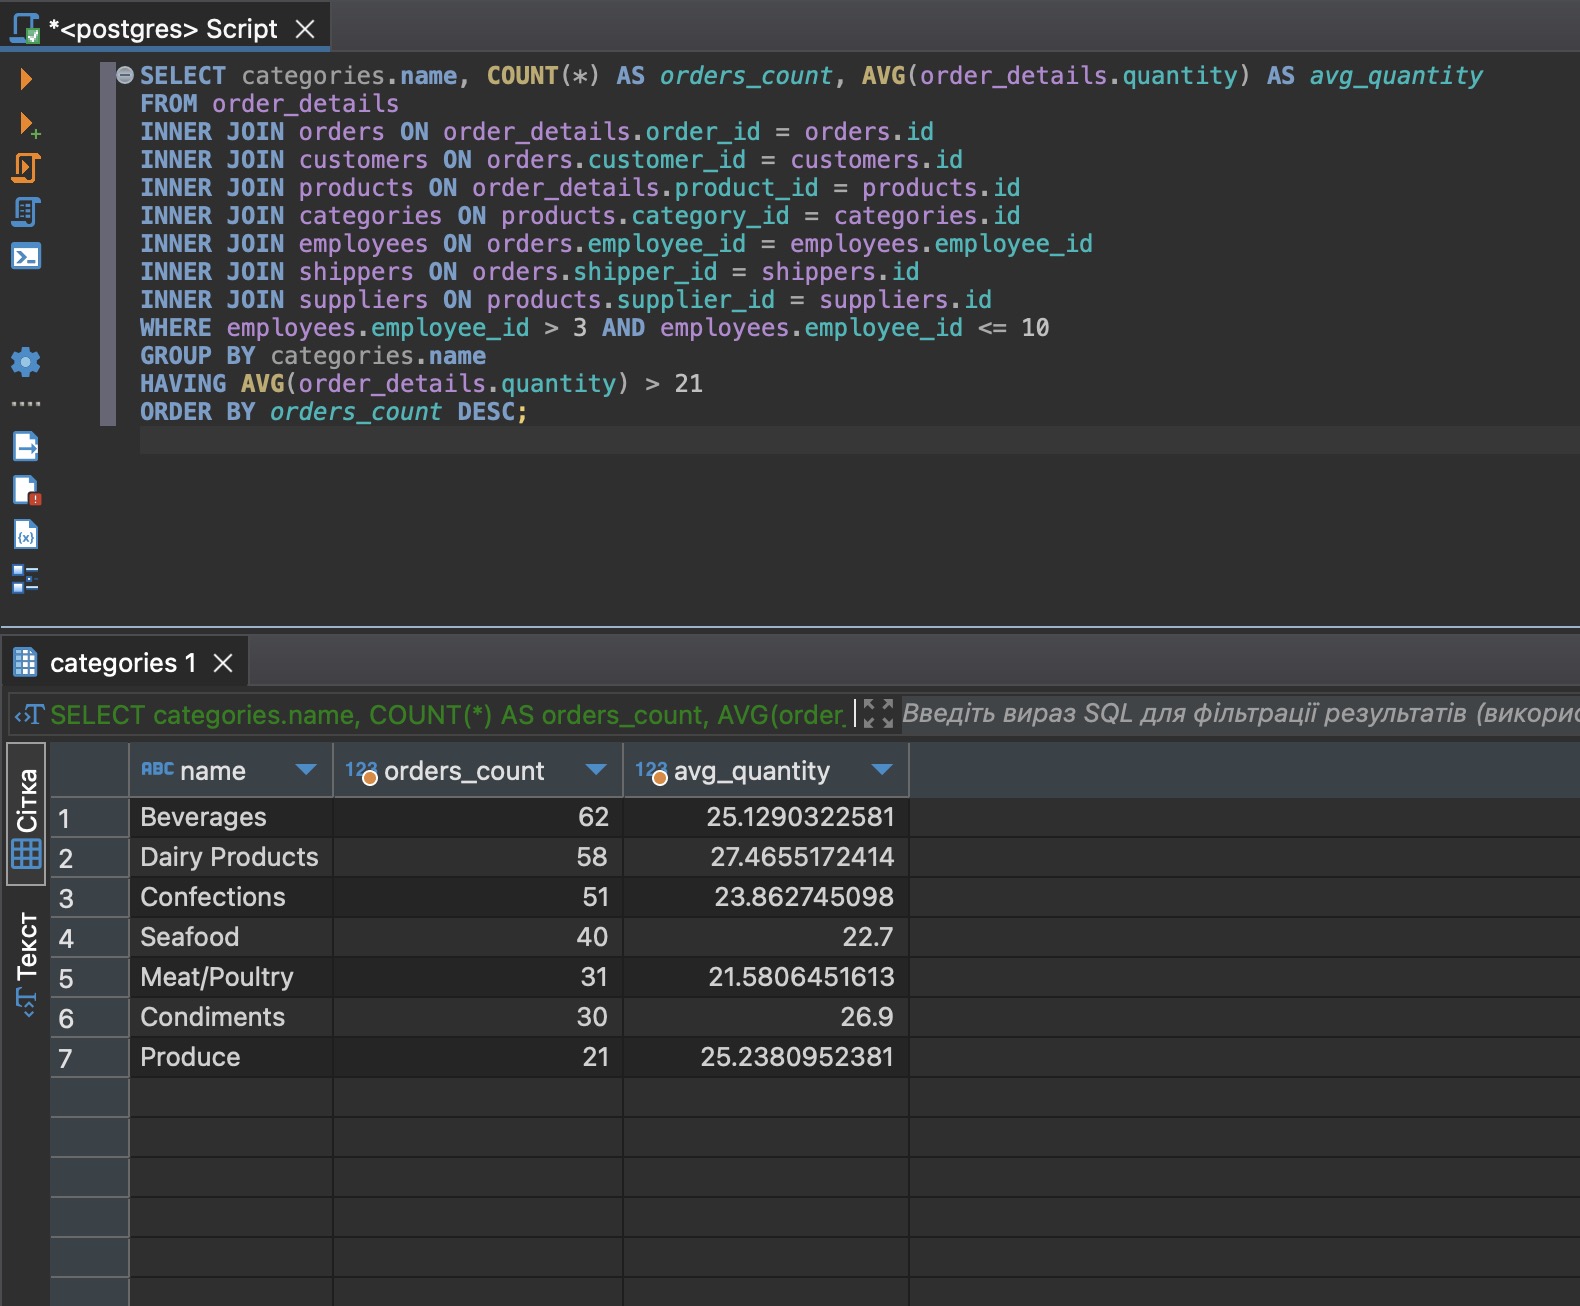 *<postgres> Script
SELECT categories.name, COUNT(*) AS orders_count, AVG(order_details.quantity) AS avg_quantity
FROM order_details
INNER JOIN orders ON order_details.order_id = orders.id
INNER JOIN customers ON orders.customer_id = customers.id
INNER JOIN products ON order_details.product_id = products.id
INNER JOIN categories ON products.category_id = categories.id
INNER JOIN employees ON orders.employee_id = employees.employee_id
INNER JOIN shippers ON orders.shipper_id = shippers.id
INNER JOIN suppliers ON products.supplier_id = suppliers.id
WHERE employees.employee_id > 3 AND employees.employee_id <= 10
GROUP BY categories.name
HAVING AVG(order_details.quantity) > 21
ORDER BY orders_count DESC;
categories 1
SELECT categories.name, COUNT(*) AS orders_count, AVG(order_ Введіть вираз SQL для фільтрації результатів (викорис
Сітка
Текст
ABC name 123 orders_count 123 avg_quantity
1 Beverages 62 25.1290322581
2 Dairy Products 58 27.4655172414
3 Confections 51 23.862745098
4 Seafood 40 22.7
5 Meat/Poultry 31 21.5806451613
6 Condiments 30 26.9
7 Produce 21 25.2380952381